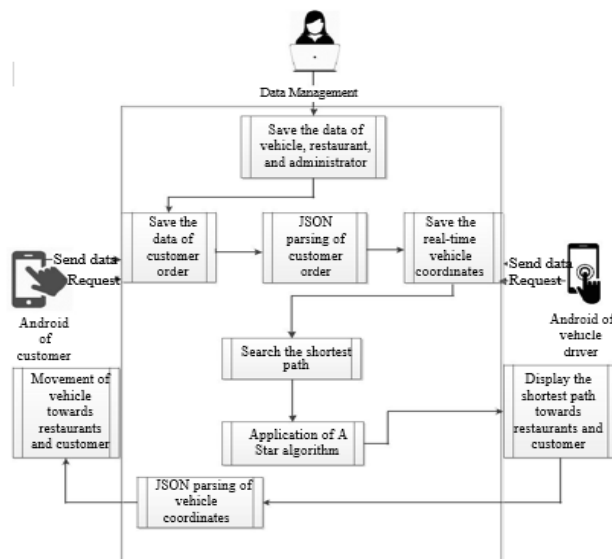 Data Management
Save the data of
vehicle, restaurant,
and administrator
Save the
data of
customer
order
JSON
parsing of
customer
order
Save the
real-time
vehicle
coordinates
Send data
Request
Send data
Request
Android
of
customer
Android of
vehicle
driver
Search the shortest
path
Movement of
vehicle
towards
restaurants
and customer
Display the
shortest path
towards
restaurants and
customer
Application of A
Star algorithm
JSON parsing of
vehicle
coordinates